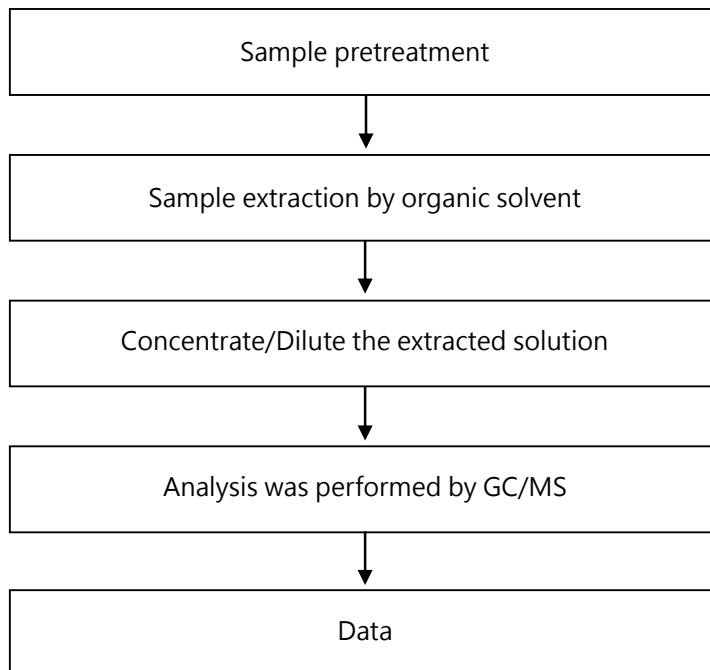 Sample pretreatment
Sample extraction by organic solvent
Concentrate/Dilute the extracted solution
Analysis was performed by GC/MS
Data